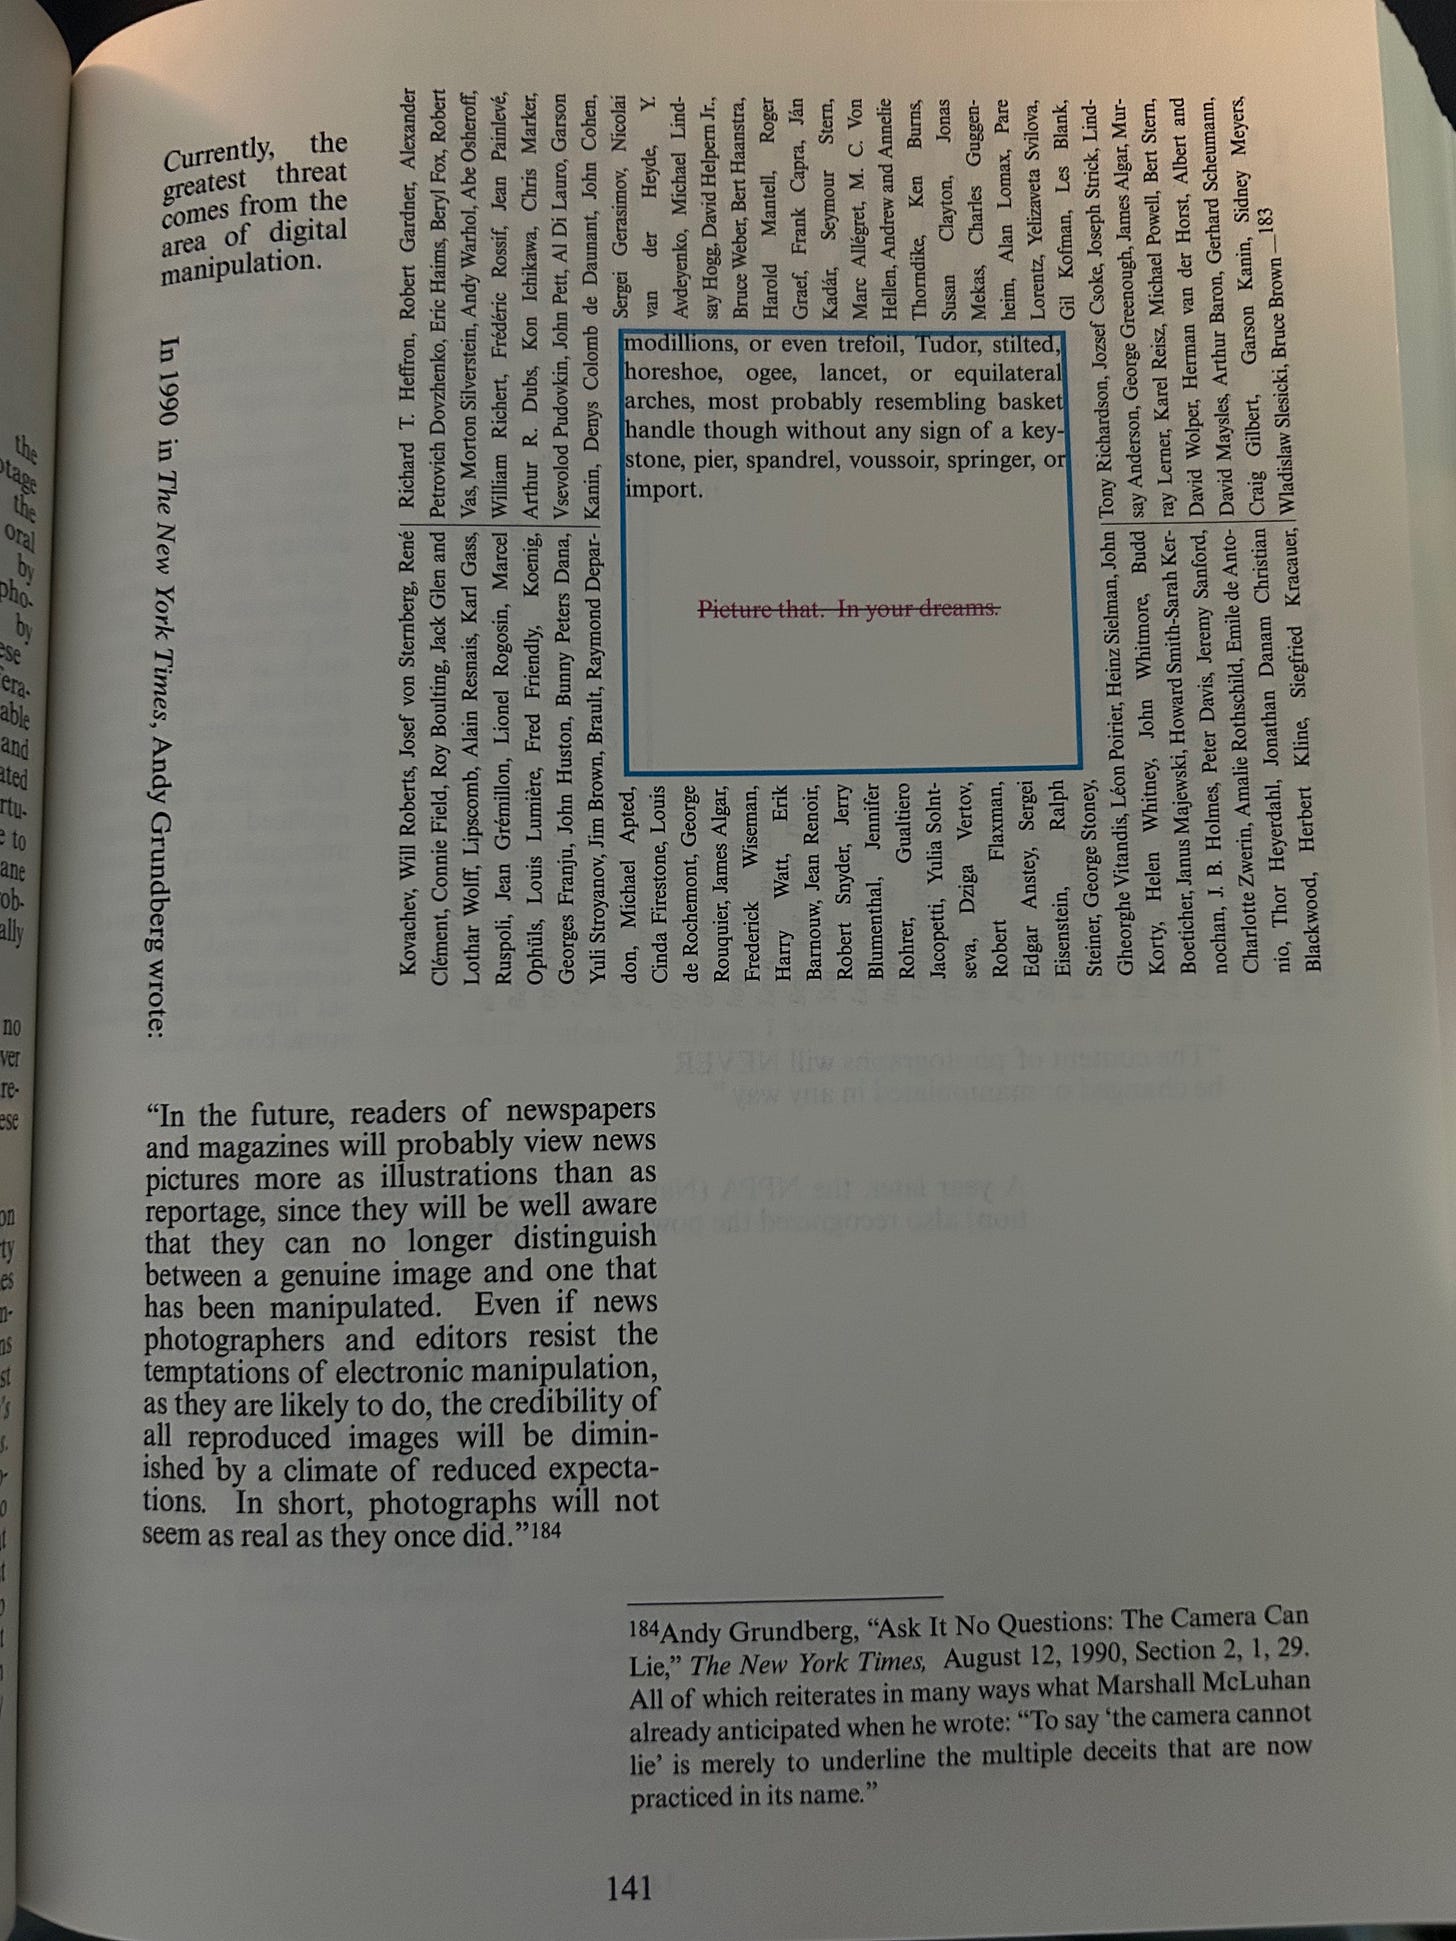 Currently, the
greatest threat
comes from the
area of digital
manipulation.
In 1990 in The New York Times, Andy Grundberg wrote:
Kovachev, Will Roberts, Josef von Sternberg, René
Clément, Connie Field, Roy Boulting, Jack Glen and
Lothar Wolff, Lipscomb, Alain Resnais, Karl Gass,
Ruspoli, Jean Grémillon, Lionel Rogosin, Marcel
Ophüls, Louis Lumière, Fred Friendly, Koenig,
Georges Franju, John Huston, Bunny Peters Dana,
Yuli Stroyanov, Jim Brown, Brault, Raymond Depar-
don, Michael Apted,
Cinda Firestone, Louis
de Rochemont, George
Rouquier, James Algar,
Frederick Wiseman,
Harry Watt, Erik
Barnouw, Jean Renoir,
Robert Snyder, Jerry
Blumenthal, Jennifer
Rohrer, Gualtiero
Jacopetti, Yulia Solnt-
seva, Dziga Vertov,
Robert Flaxman,
Edgar Anstey, Sergei
Eisenstein, Ralph
Steiner, George Stoney,
Gheorghe Vitandis, Léon Poirier, Heinz Sielman, John
Korty, Helen Whitney, John Whitmore, Budd
Boeticher, Janus Majewski, Howard Smith-Sarah Ker-
nochan, J. B. Holmes, Peter Davis, Jeremy Sanford,
Charlotte Zwerin, Amalie Rothschild, Emile de Anto-
nio, Thor Heyerdahl, Jonathan Danam Christian
Blackwood, Herbert Kline, Siegfried Kracauer,
Richard T. Heffron, Robert Gardner, Alexander
Petrovich Dovzhenko, Eric Haims, Beryl Fox, Robert
Vas, Morton Silverstein, Andy Warhol, Abe Osheroff,
William Richert, Frédéric Rossif, Jean Painlevé,
Arthur R. Dubs, Kon Ichikawa, Chris Marker,
Vsevolod Pudovkin, John Pett, Al Di Lauro, Garson
Kanin, Denys Colomb de Daunant, John Cohen,
Sergei Gerasimov, Nicolai
van der Heyde, Y.
Avdeyenko, Michael Lind-
say Hogg, David Helpern Jr.,
Bruce Weber, Bert Haanstra,
Harold Mantell, Roger
Graef, Frank Capra, Ján
Kadár, Seymour Stern,
Marc Allégret, M. C. Von
Hellen, Andrew and Annelie
Thorndike, Ken Burns,
Susan Clayton, Jonas
Mekas, Charles Guggen-
heim, Alan Lomax, Pare
Lorentz, Yelizaveta Svilova,
Gil Kofman, Les Blank,
Tony Richardson, Jozsef Csoke, Joseph Strick, Lind-
say Anderson, George Greenough, James Algar, Mur-
ray Lerner, Karel Reisz, Michael Powell, Bert Stern,
David Wolper, Herman van der Horst, Albert and
David Maysles, Arthur Baron, Gerhard Scheumann,
Craig Gilbert, Garson Kanin, Sidney Meyers,
Wladislaw Slesicki, Bruce Brown—183
modillions, or even trefoil, Tudor, stilted,
horeshoe, ogee, lancet, or equilateral
arches, most probably resembling basket
handle though without any sign of a key-
stone, pier, spandrel, voussoir, springer, or
import.
Picture that. In your dreams.
“In the future, readers of newspapers
and magazines will probably view news
pictures more as illustrations than as
reportage, since they will be well aware
that they can no longer distinguish
between a genuine image and one that
has been manipulated. Even if news
photographers and editors resist the
temptations of electronic manipulation,
as they are likely to do, the credibility of
all reproduced images will be dimin-
ished by a climate of reduced expecta-
tions. In short, photographs will not
seem as real as they once did.”184
184Andy Grundberg, “Ask It No Questions: The Camera Can
Lie,” The New York Times, August 12, 1990, Section 2, 1, 29.
All of which reiterates in many ways what Marshall McLuhan
already anticipated when he wrote: “To say ‘the camera cannot
lie’ is merely to underline the multiple deceits that are now
practiced in its name.”
141